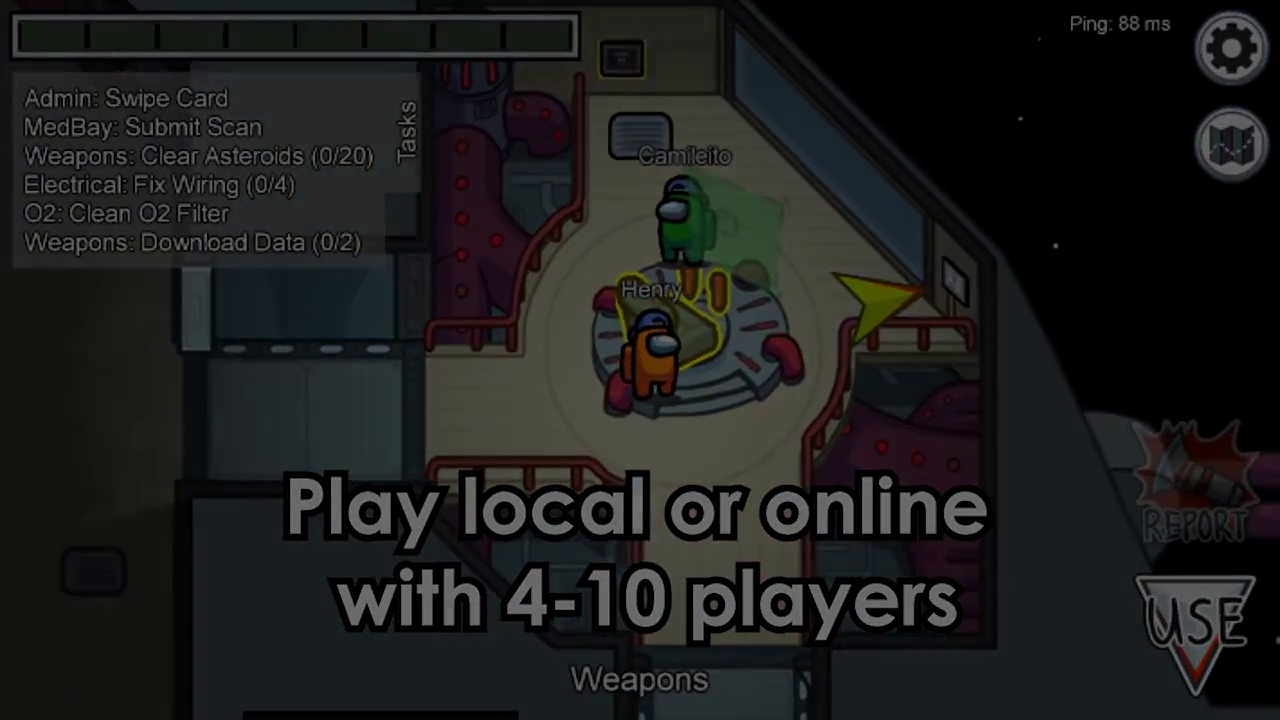 Ping: 88 ms
Admin: Swipe Card
MedBay: Submit Scan
Weapons: Clear Asteroids (0/20)
Electrical: Fix Wiring (0/4)
O2: Clean O2 Filter
Weapons: Download Data (0/2)
Tasks
Camileito
Henry
Play local or online
with 4-10 players
REPORT
USE
Weapons